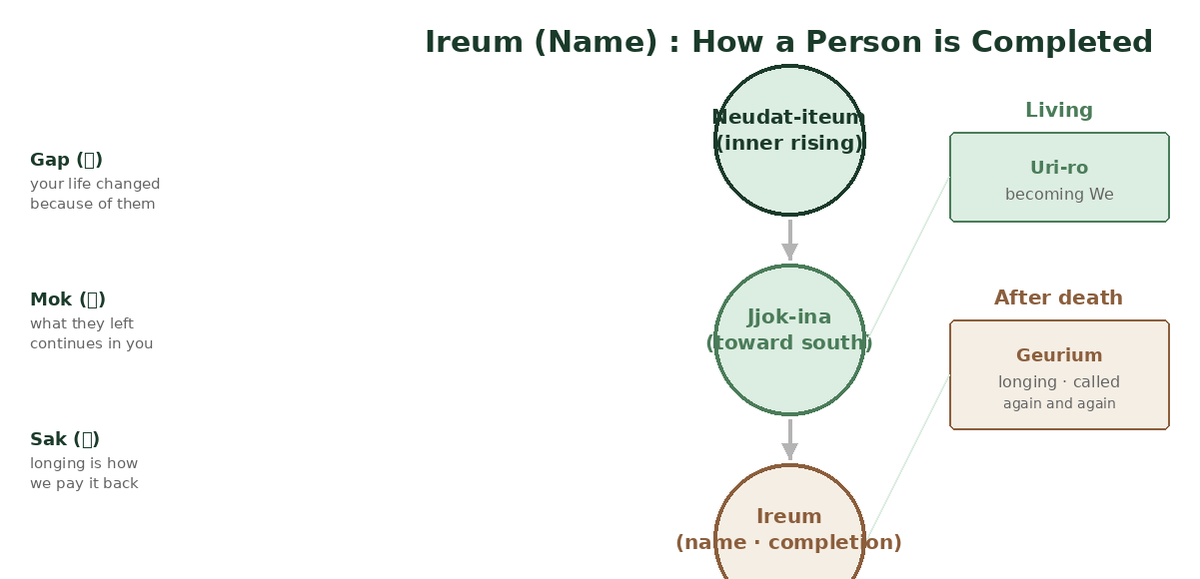 Ireum (Name) : How a Person is Completed
Gap (▯)
your life changed
because of them
Mok (▯)
what they left
continues in you
Sak (▯)
longing is how
we pay it back
Neudat-iteum
(inner rising)
Jjok-ina
(toward south)
Ireum
(name · completion)
Living
Uri-ro
becoming We
After death
Geurium
longing · called
again and again